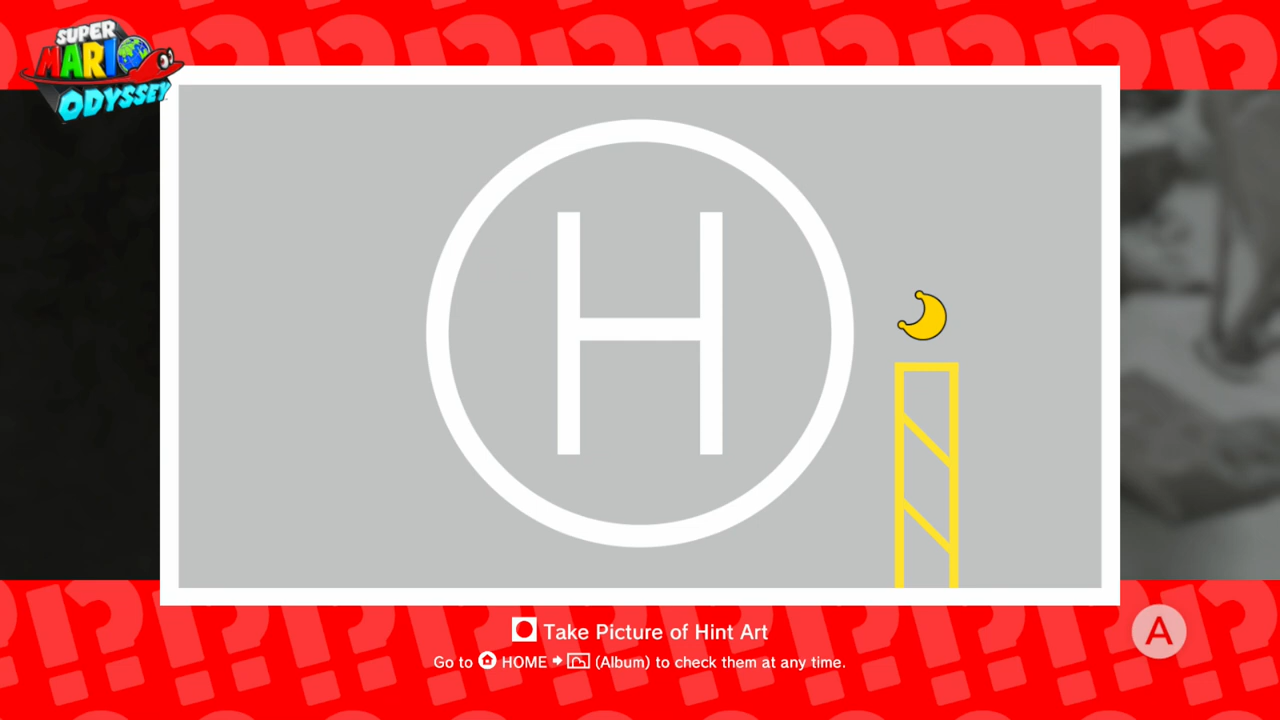 SUPER
MARIO
ODYSSEY
H
Take Picture of Hint Art
Go to HOME (Album) to check them at any time.
A